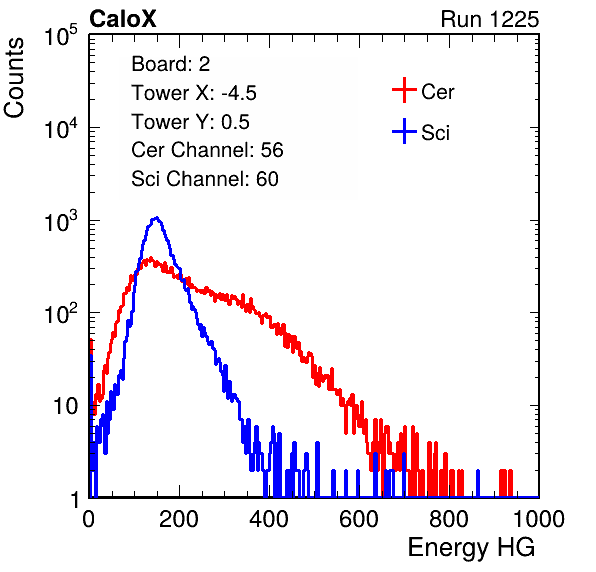 CaloX Run 1225
Counts
Board: 2
Tower X: -4.5
Tower Y: 0.5
Cer Channel: 56
Sci Channel: 60
Cer
Sci
10^5
10^4
10^3
10^2
10
1
0 200 400 600 800 1000
Energy HG